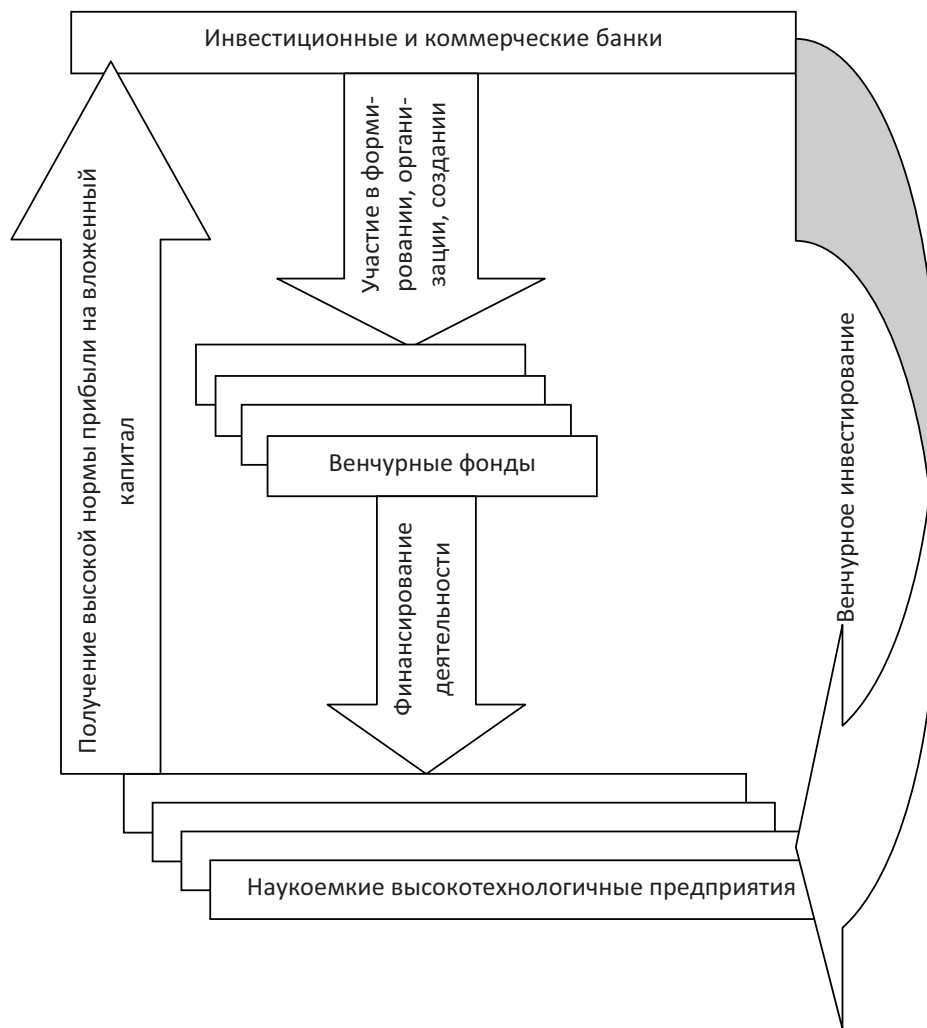 Инвестиционные и коммерческие банки
Участие в форми-
ровании, органи-
зации, создании
Получение высокой нормы прибыли на вложенный
капитал
Венчурные фонды
Венчурное инвестирование
Финансирование
деятельности
Наукоемкие высокотехнологичные предприятия